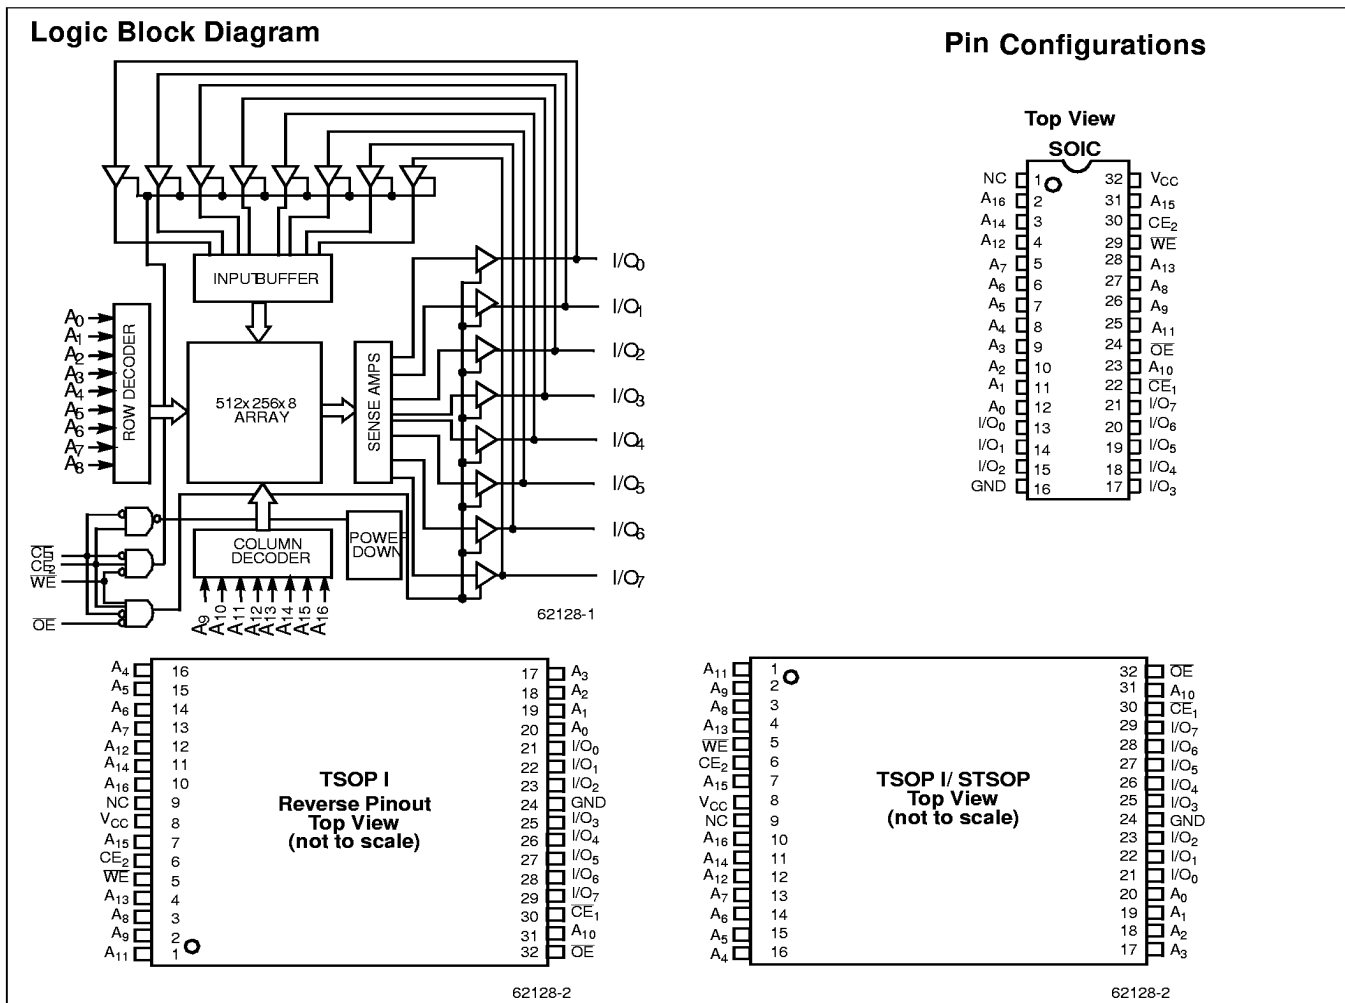 Logic Block Diagram
Pin Configurations
INPUT BUFFER
A0
A1
A2
A3
A4
A5
A6
A7
A8
ROW DECODER
512x256x8
ARRAY
SENSE AMPS
COLUMN
DECODER
POWER
DOWN
CE1
CE2
WE
OE
A9
A10
A11
A12
A13
A14
A15
A16
I/O0
I/O1
I/O2
I/O3
I/O4
I/O5
I/O6
I/O7
62128-1
Top View
SOIC
NC 1 32 VCC
A16 2 31 A15
A14 3 30 CE2
A12 4 29 WE
A7 5 28 A13
A6 6 27 A8
A5 7 26 A9
A4 8 25 A11
A3 9 24 OE
A2 10 23 A10
A1 11 22 CE1
A0 12 21 I/O7
I/O0 13 20 I/O6
I/O1 14 19 I/O5
I/O2 15 18 I/O4
GND 16 17 I/O3
A4 16 17 A3
A5 15 18 A2
A6 14 19 A1
A7 13 20 A0
A12 12 21 I/O0
A14 11 22 I/O1
A16 10 23 I/O2
NC 9 24 GND
VCC 8 25 I/O3
A15 7 26 I/O4
CE2 6 27 I/O5
WE 5 28 I/O6
A13 4 29 I/O7
A8 3 30 CE1
A9 2 31 A10
A11 1 32 OE
TSOP I
Reverse Pinout
Top View
(not to scale)
62128-2
A11 1 32 OE
A9 2 31 A10
A8 3 30 CE1
A13 4 29 I/O7
WE 5 28 I/O6
CE2 6 27 I/O5
A15 7 26 I/O4
VCC 8 25 I/O3
NC 9 24 GND
A16 10 23 I/O2
A14 11 22 I/O1
A12 12 21 I/O0
A7 13 20 A0
A6 14 19 A1
A5 15 18 A2
A4 16 17 A3
TSOP I/ STSOP
Top View
(not to scale)
62128-2